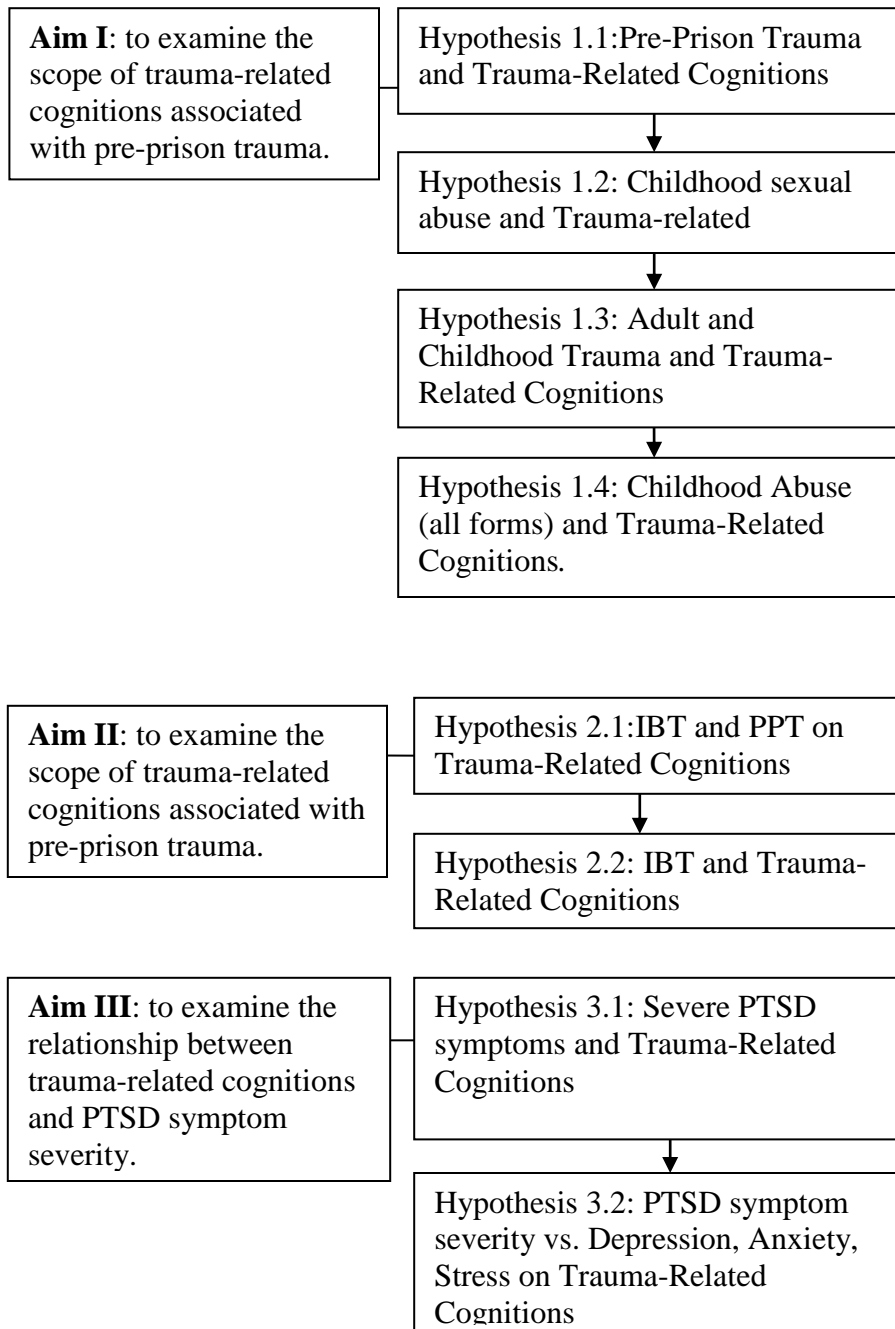 Aim I: to examine the
scope of trauma-related
cognitions associated
with pre-prison trauma.
Hypothesis 1.1:Pre-Prison Trauma
and Trauma-Related Cognitions
Hypothesis 1.2: Childhood sexual
abuse and Trauma-related
Hypothesis 1.3: Adult and
Childhood Trauma and Trauma-
Related Cognitions
Hypothesis 1.4: Childhood Abuse
(all forms) and Trauma-Related
Cognitions.
Aim II: to examine the
scope of trauma-related
cognitions associated with
pre-prison trauma.
Hypothesis 2.1:IBT and PPT on
Trauma-Related Cognitions
Hypothesis 2.2: IBT and Trauma-
Related Cognitions
Aim III: to examine the
relationship between
trauma-related cognitions
and PTSD symptom
severity.
Hypothesis 3.1: Severe PTSD
symptoms and Trauma-Related
Cognitions
Hypothesis 3.2: PTSD symptom
severity vs. Depression, Anxiety,
Stress on Trauma-Related
Cognitions